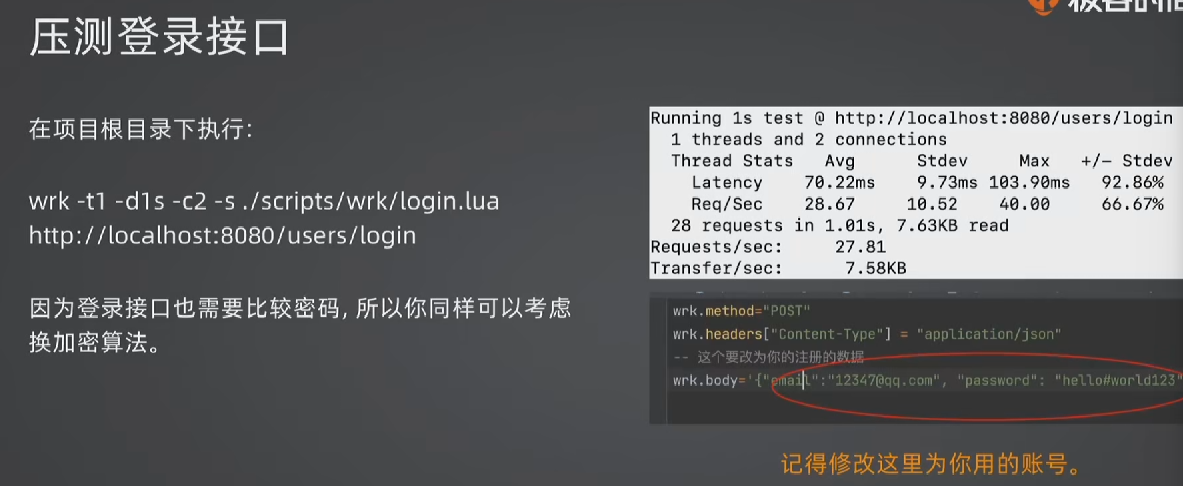 压测登录接口
在项目根目录下执行：
wrk -t1 -d1s -c2 -s ./scripts/wrk/login.lua
http://localhost:8080/users/login
因为登录接口也需要比较密码，所以你同样可以考虑
换加密算法。
Running 1s test @ http://localhost:8080/users/login
1 threads and 2 connections
Thread Stats Avg Stdev Max +/- Stdev
Latency 70.22ms 9.73ms 103.90ms 92.86%
Req/Sec 28.67 10.52 40.00 66.67%
28 requests in 1.01s, 7.63KB read
Requests/sec: 27.81
Transfer/sec: 7.58KB
wrk.method="POST"
wrk.headers["Content-Type"] = "application/json"
-- 这个要改为你的注册的数据
wrk.body='{"email":"12347@qq.com", "password": "hello#world123"
记得修改这里为你用的账号。